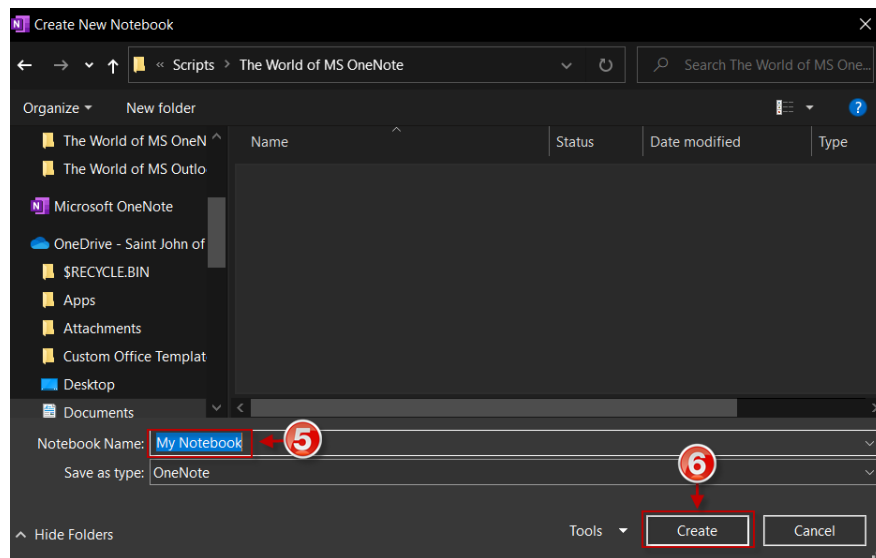 Create New Notebook
« Scripts > The World of MS OneNote
Search The World of MS One...
Organize
New folder
?
The World of MS OneN
The World of MS Outlo
Microsoft OneNote
OneDrive - Saint John of
$RECYCLE.BIN
Apps
Attachments
Custom Office Templat
Desktop
Documents
Name
Status
Date modified
Type
Notebook Name: My Notebook
5
Save as type: OneNote
6
Hide Folders
Tools
Create
Cancel